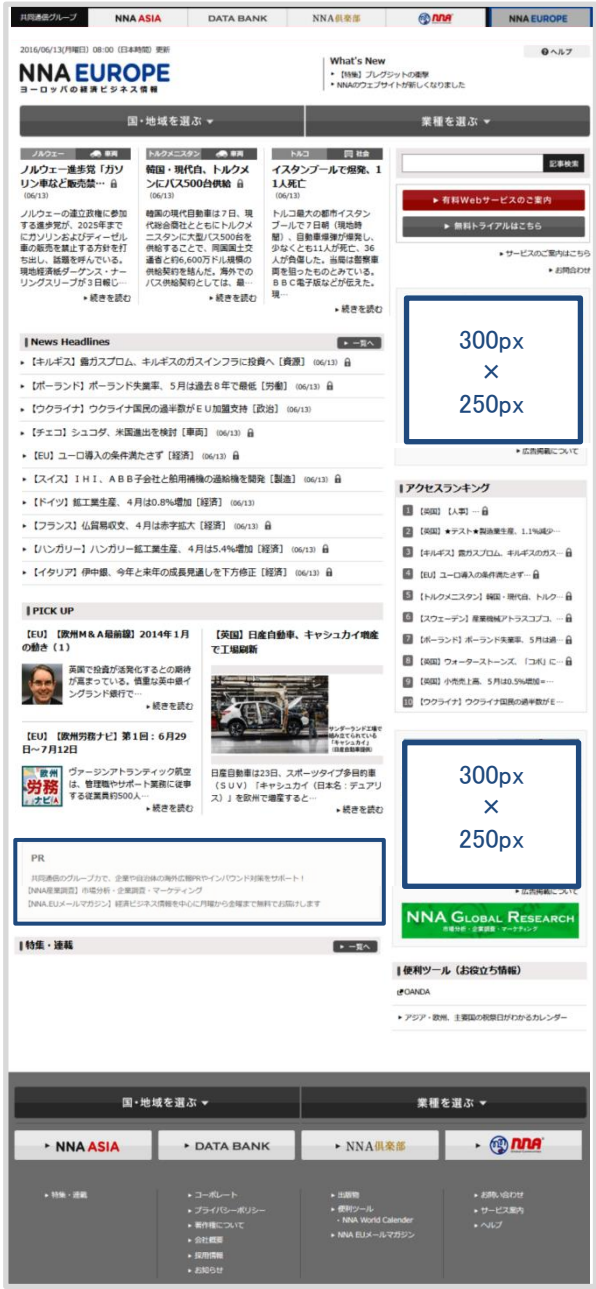 共同通信グループ
NNA ASIA
DATA BANK
NNA倶楽部
NNA
NNA EUROPE
2016/06/13(月曜日) 08:00 (日本時間) 更新
NNA EUROPE
ヨーロッパの経済ビジネス情報
What's New
・【特集】ブレグジットの衝撃
・NNAのウェブサイトが新しくなりました
ヘルプ
国・地域を選ぶ
業種を選ぶ
ノルウェー 車両
ノルウェー進歩党「ガソリン車など販売禁…
(06/13)
ノルウェーの連立政権に参加
する進歩党が、2025年まで
にガソリンおよびディーゼル
車の販売を禁止する方針を打
ち出し、話題を呼んでいる。
現地経済紙ダーゲンス・ナー
リングスリーブが３日報じ…
続きを読む
トルクメニスタン 車両
韓国・現代自、トルクメ
ンにバス500台供給
(06/13)
韓国の現代自動車は７日、現
代総合商社とともにトルクメ
ニスタンに大型バス500台を
供給することで、同国国土交
通省と約6,600万ドル規模の
供給契約を結んだ。海外での
バス供給契約としては、最…
続きを読む
トルコ 社会
イスタンブールで爆発、1
1人死亡
(06/13)
トルコ最大の都市イスタン
ブールで７日朝（現地時
間）、自動車爆弾が爆発し、
少なくとも11人が死亡、36
人が負傷した。当局は警察車
両を狙ったものとみている。
ＢＢＣ電子版などが伝えた。
現…
続きを読む
記事検索
有料Webサービスのご案内
無料トライアルはこちら
サービスのご案内はこちら
お問合わせ
300px
×
250px
広告掲載について
News Headlines
一覧へ
【キルギス】露ガスプロム、キルギスのガスインフラに投資へ［資源］ (06/13)
【ポーランド】ポーランド失業率、５月は過去８年で最低［労働］ (06/13)
【ウクライナ】ウクライナ国民の過半数がＥＵ加盟支持［政治］ (06/13)
【チェコ】シュコダ、米国進出を検討［車両］ (06/13)
【EU】ユーロ導入の条件満たさず［経済］ (06/13)
【スイス】ＩＨＩ、ＡＢＢ子会社と舶用補機の過給機を開発［製造］ (06/13)
【ドイツ】鉱工業生産、４月は0.8%増加［経済］ (06/13)
【フランス】仏貿易収支、４月は赤字拡大［経済］ (06/13)
【ハンガリー】ハンガリー鉱工業生産、４月は5.4%増加［経済］ (06/13)
【イタリア】伊中銀、今年と来年の成長見通しを下方修正［経済］ (06/13)
アクセスランキング
1 【英国】【人事】…
2 【英国】★テスト★製造業生産、1.1%減少…
3 【キルギス】露ガスプロム、キルギスのガス…
4 【EU】ユーロ導入の条件満たさず…
5 【トルクメニスタン】韓国・現代自、トルク…
6 【スウェーデン】産業機械アトラスコプコ、…
7 【ポーランド】ポーランド失業率、５月は過…
8 【英国】ウォーターストーンズ、「コボ」に…
9 【英国】小売売上高、５月は0.5%増加=…
10 【ウクライナ】ウクライナ国民の過半数がＥ…
PICK UP
【EU】【欧州Ｍ＆Ａ最前線】2014年１月
の動き（１）
英国で投資が活発化するとの期待
が高まっている。慎重な英中銀イ
ングランド銀行で…
続きを読む
【EU】【欧州労務ナビ】第１回：６月29
日～７月12日
欧州
労務
ナビ
ヴァージンアトランティック航空
は、管理職やサポート業務に従事
する従業員約500人…
続きを読む
【英国】日産自動車、キャシュカイ増産
で工場刷新
サンダーランド工場で
組み立てられている
「キャシュカイ」
(日産自動車提供)
日産自動車は23日、スポーツタイプ多目的車
（ＳＵＶ）「キャシュカイ（日本名：デュアリ
ス）」を欧州で増産すると…
続きを読む
300px
×
250px
広告掲載について
PR
共同通信のグループ力で、企業や自治体の海外広報PRやインバウンド対策をサポート！
【NNA産業調査】市場分析・企業調査・マーケティング
【NNA.EUメールマガジン】経済ビジネス情報を中心に月曜から金曜まで無料でお届けします
NNA GLOBAL RESEARCH
市場分析・企業調査・マーケティング
特集・連載
一覧へ
便利ツール（お役立ち情報）
OANDA
アジア・欧州、主要国の祝祭日がわかるカレンダー
国・地域を選ぶ
業種を選ぶ
NNA ASIA
DATA BANK
NNA倶楽部
NNA
特集・連載
コーポレート
プライバシーポリシー
著作権について
会社概要
採用情報
お知らせ
出版物
便利ツール
- NNA World Calender
NNA EUメールマガジン
お問い合わせ
サービス案内
ヘルプ